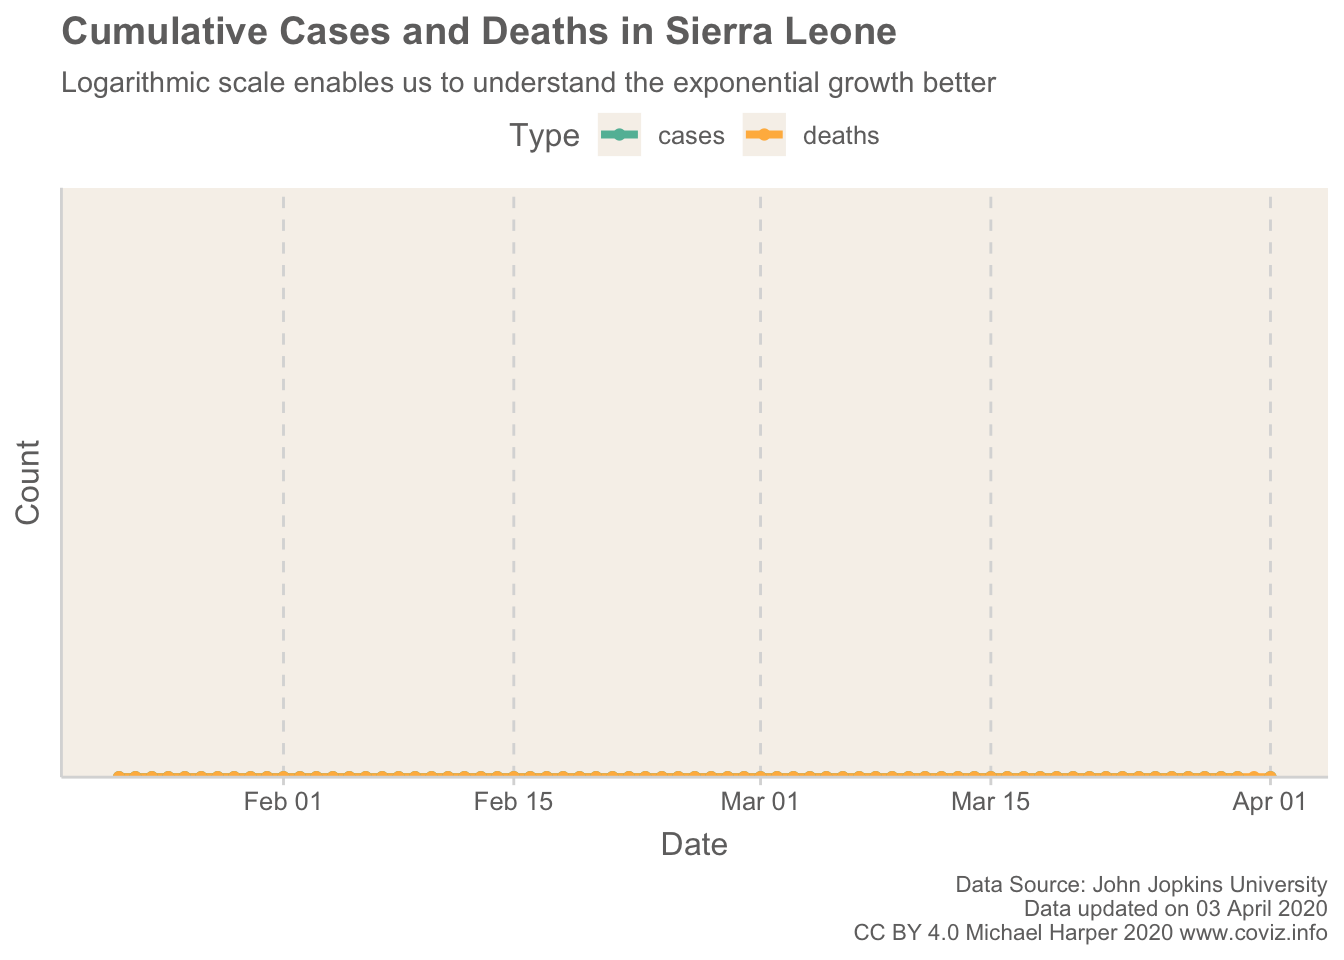 Cumulative Cases and Deaths in Sierra Leone
Logarithmic scale enables us to understand the exponential growth better
Type cases deaths
Count
Feb 01 Feb 15 Mar 01 Mar 15 Apr 01
Date
Data Source: John Jopkins University
Data updated on 03 April 2020
CC BY 4.0 Michael Harper 2020 www.coviz.info